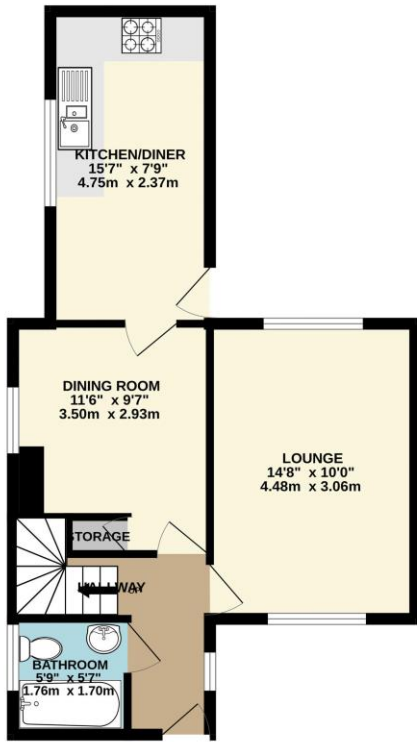 KITCHEN/DINER
15'7" x 7'9"
4.75m x 2.37m
DINING ROOM
11'6" x 9'7"
3.50m x 2.93m
LOUNGE
14'8" x 10'0"
4.48m x 3.06m
STORAGE
HALLWAY
UP
BATHROOM
5'9" x 5'7"
1.76m x 1.70m